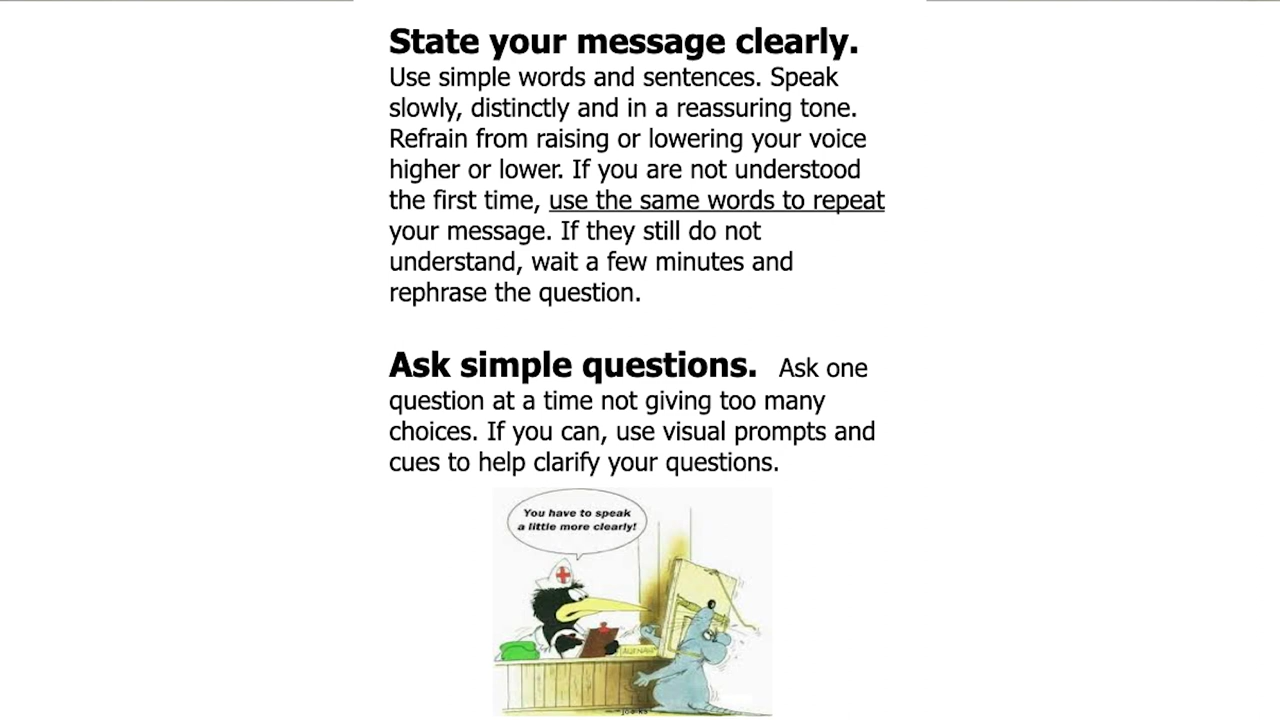 State your message clearly.
Use simple words and sentences. Speak
slowly, distinctly and in a reassuring tone.
Refrain from raising or lowering your voice
higher or lower. If you are not understood
the first time, use the same words to repeat
your message. If they still do not
understand, wait a few minutes and
rephrase the question.
Ask simple questions. Ask one
question at a time not giving too many
choices. If you can, use visual prompts and
cues to help clarify your questions.
You have to speak
a little more clearly!